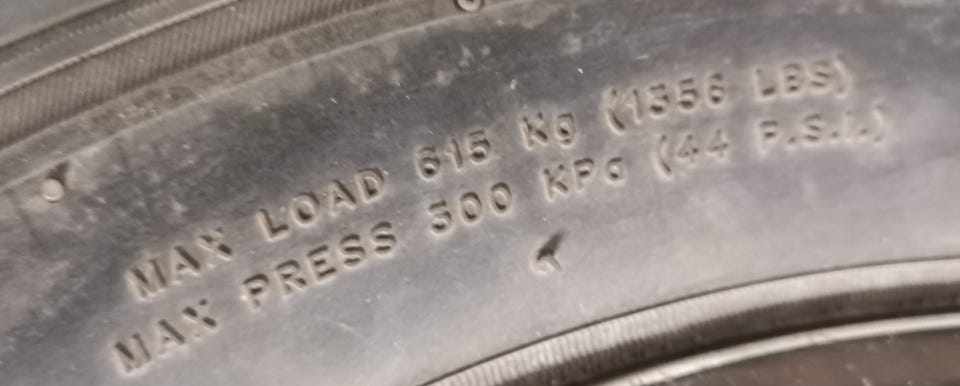 MAX LOAD 615 Kg (1356 LBS)
MAX PRESS 300 KPa (44 P.S.I.)